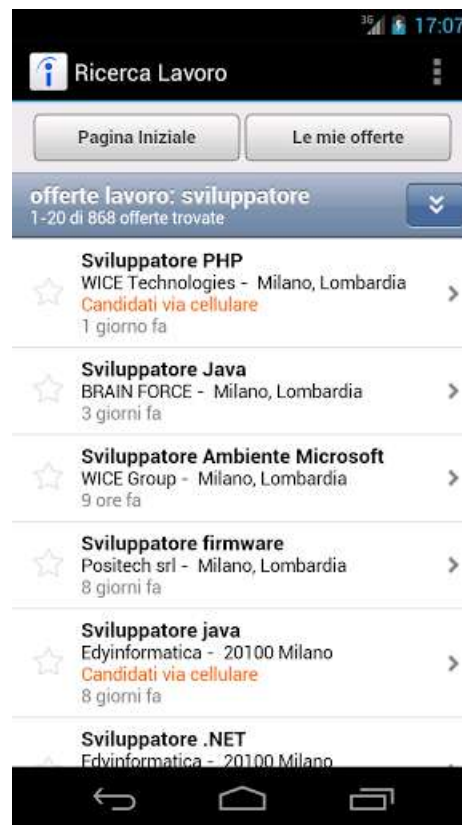 3G 17:07
Ricerca Lavoro
Pagina Iniziale Le mie offerte
offerte lavoro: sviluppatore
1-20 di 868 offerte trovate
Sviluppatore PHP
WICE Technologies - Milano, Lombardia
Candidati via cellulare
1 giorno fa
Sviluppatore Java
BRAIN FORCE - Milano, Lombardia
3 giorni fa
Sviluppatore Ambiente Microsoft
WICE Group - Milano, Lombardia
9 ore fa
Sviluppatore firmware
Positech srl - Milano, Lombardia
8 giorni fa
Sviluppatore java
Edyinformatica - 20100 Milano
Candidati via cellulare
8 giorni fa
Sviluppatore .NET
Edyinformatica - 20100 Milano